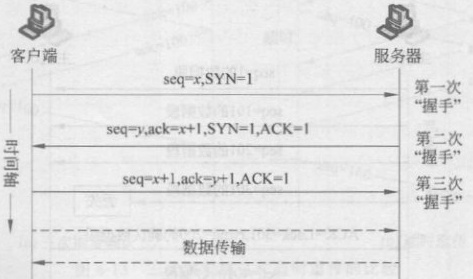 客户端
服务器
seq=x,SYN=1
第一次
“握手”
seq=y,ack=x+1,SYN=1,ACK=1
第二次
“握手”
时间轴
seq=x+1,ack=y+1,ACK=1
第三次
“握手”
数据传输